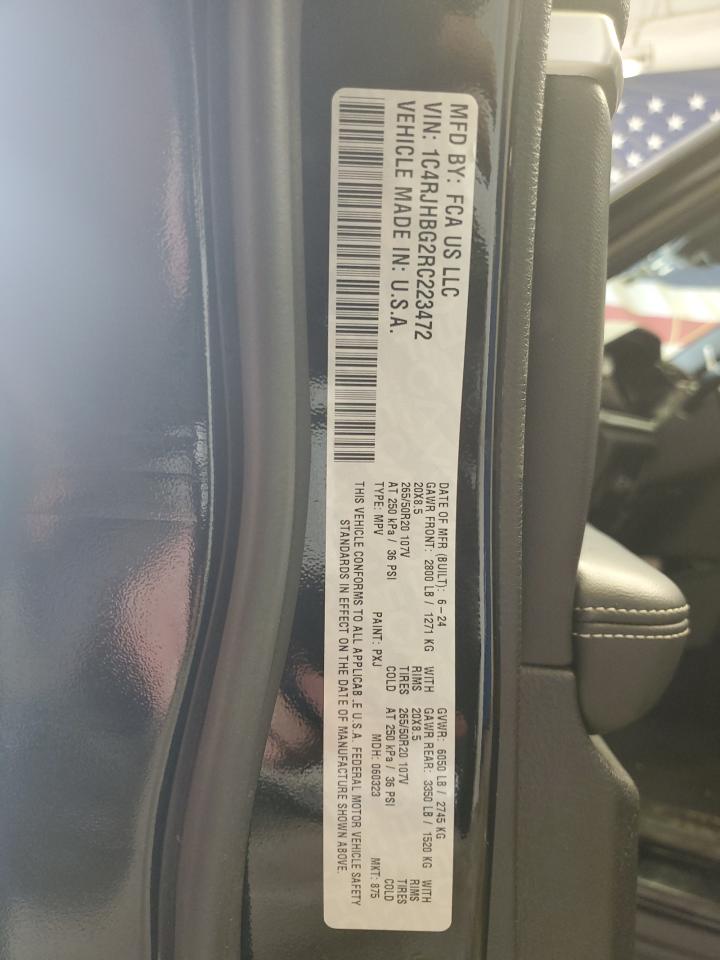 MFD BY: FCA US LLC
VIN: 1C4RJHBG2RC223472
VEHICLE MADE IN: U.S.A.
DATE OF MFR (BUILT): 6-24 GVWR: 6050 LB / 2745 KG
GAWR FRONT: 2800 LB / 1271 KG WITH GAWR REAR: 3350 LB / 1520 KG WITH
20X8.5 RIMS 20X8.5 RIMS
265/50R20 107V TIRES 265/50R20 107V TIRES
AT 250 kPa / 36 PSI COLD AT 250 kPa / 36 PSI COLD
TYPE: MPV PAINT: PXJ MDH: 060323 MKT: 875
THIS VEHICLE CONFORMS TO ALL APPLICAB.E U.S.A. FEDERAL MOTOR VEHICLE SAFETY
STANDARDS IN EFFECT ON THE DATE OF MANUFACTURE SHOWN ABOVE.